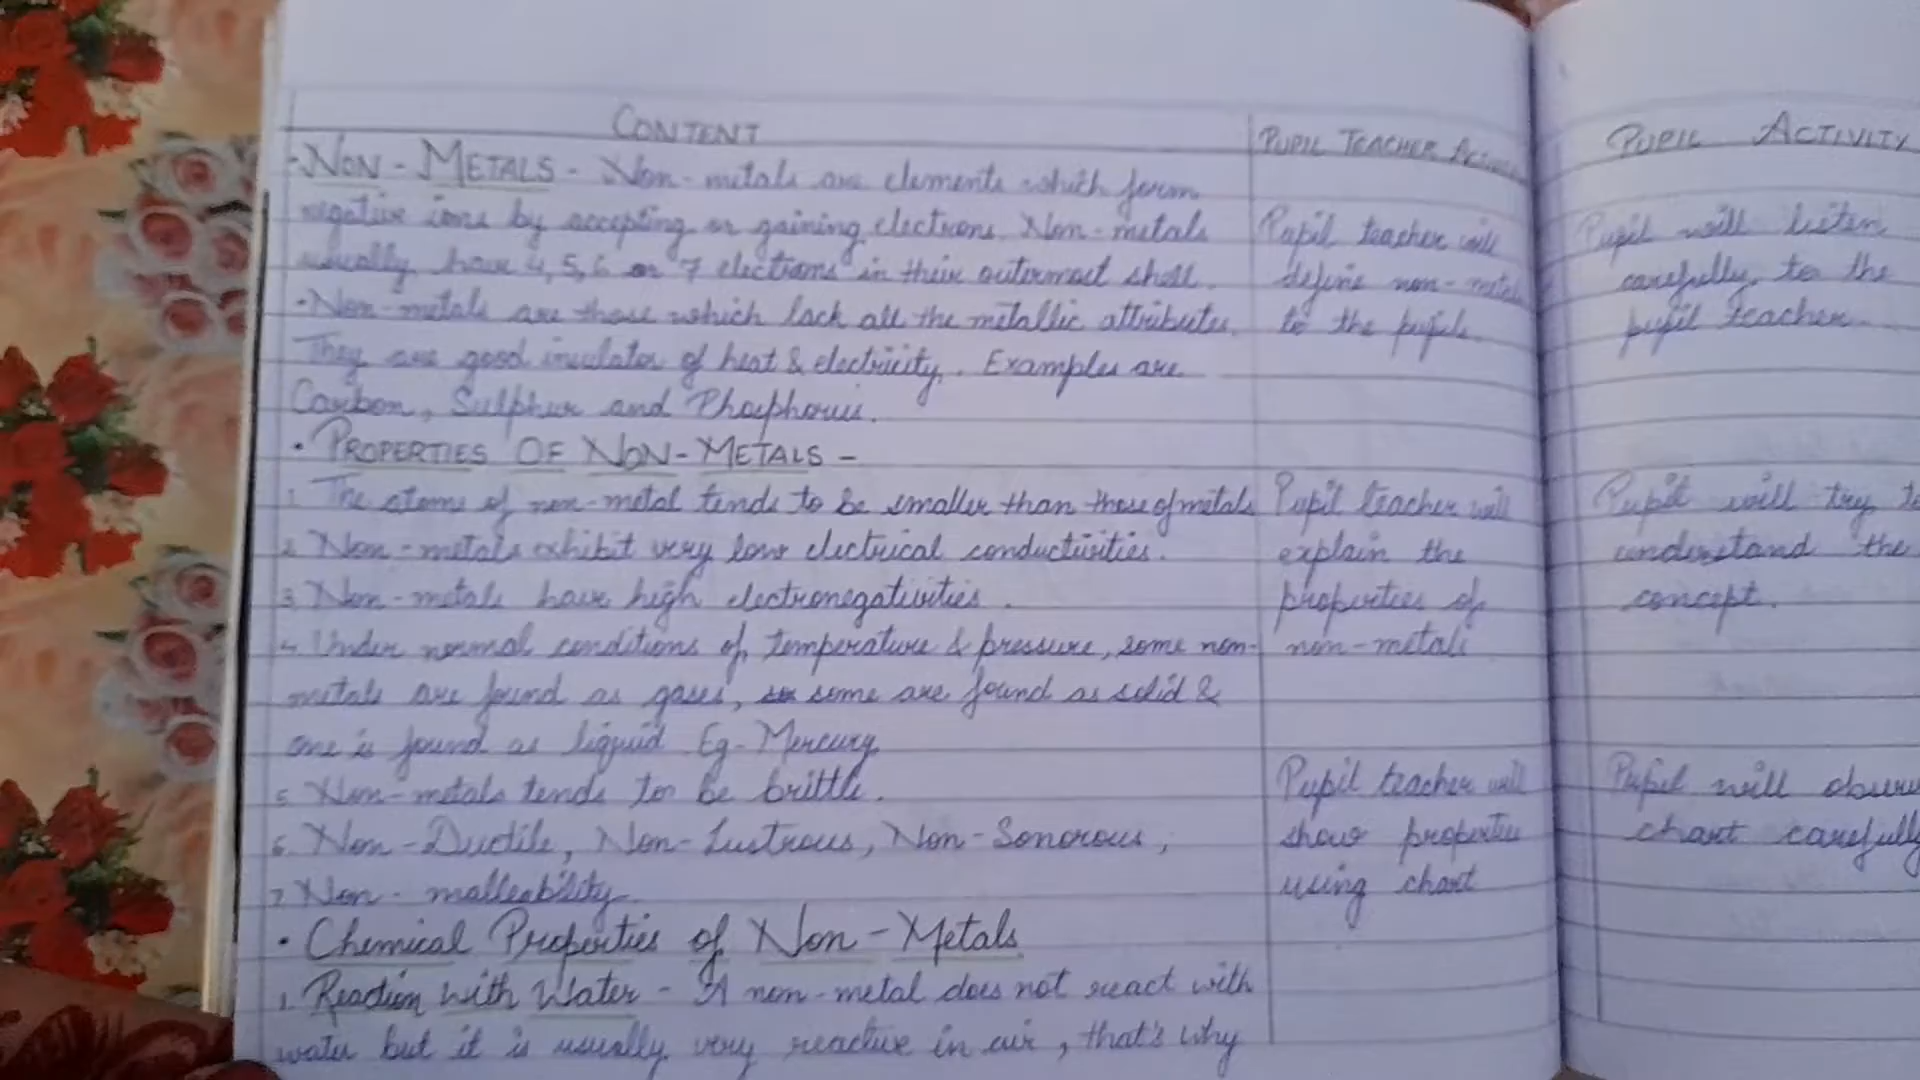 CONTENT
- NON - METALS - Non-metals are elements which form
negative ions by accepting or gaining electrons. Non-metals
usually have 4, 5, 6 or 7 electrons in their outermost shell.
• Non-metals are those which lack all the metallic attributes.
They are good insulator of heat & electricity. Examples are
Carbon, Sulphur and Phosphorus.
• PROPERTIES OF NON-METALS -
1. The atoms of non-metal tends to be smaller than those of metals
2. Non-metals exhibit very low electrical conductivities.
3. Non-metals have high electronegativities.
4. Under normal conditions of temperature & pressure, some non-
metals are found as gases, some are found as solid &
one is found as liquid. Eg- Mercury
5. Non-metals tends to be brittle.
6. Non-Ductile, Non-Lustrous, Non-Sonorous,
7. Non-malleability.
• Chemical Properties of Non-Metals
1. Reaction with Water - A non-metal does not react with
water but it is usually very reactive in air, that's why
PUPIL TEACHER
Pupil teacher will
define non-metals
to the pupils.
Pupil teacher will
explain the
properties of
non-metals
Pupil teacher will
show properties
using chart
PUPIL ACTIVITY
Pupil will listen
carefully to the
pupil teacher.
Pupil will try to
understand the
concept.
Pupil will
chart carefully